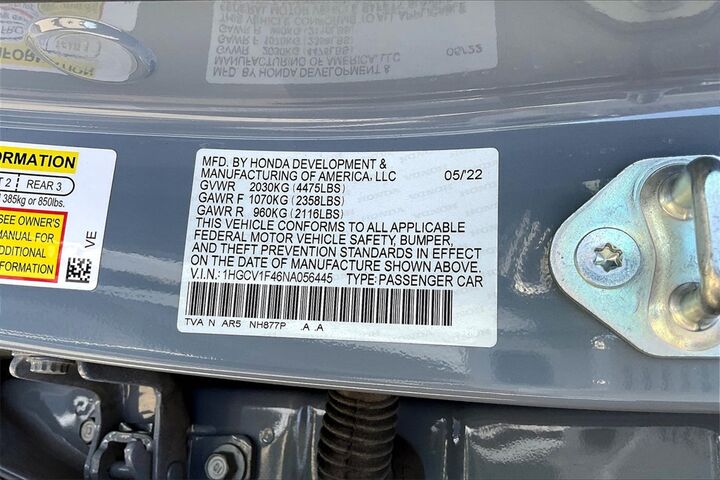 MFD. BY HONDA DEVELOPMENT &
MANUFACTURING OF AMERICA, LLC 05/22
GVWR 2030KG (4475LBS)
GAWR F 1070KG (2358LBS)
GAWR R 960KG (2116LBS)
THIS VEHICLE CONFORMS TO ALL APPLICABLE
FEDERAL MOTOR VEHICLE SAFETY, BUMPER,
AND THEFT PREVENTION STANDARDS IN EFFECT
ON THE DATE OF MANUFACTURE SHOWN ABOVE.
V.I.N.: 1HGCV1F46NA056445 TYPE: PASSENGER CAR
TVA N AR5 NH877P .A .A
ORMATION
T 2 REAR 3
385kg or 850lbs.
SEE OWNER'S
MANUAL FOR
ADDITIONAL
INFORMATION
VE